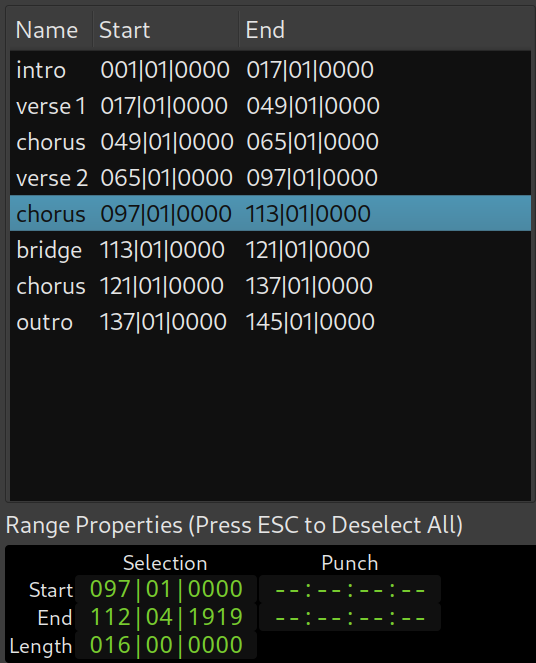 Name Start End
intro 001|01|0000 017|01|0000
verse 1 017|01|0000 049|01|0000
chorus 049|01|0000 065|01|0000
verse 2 065|01|0000 097|01|0000
chorus 097|01|0000 113|01|0000
bridge 113|01|0000 121|01|0000
chorus 121|01|0000 137|01|0000
outro 137|01|0000 145|01|0000
Range Properties (Press ESC to Deselect All)
Selection Punch
Start 097|01|0000 --:--:--:--
End 112|04|1919 --:--:--:--
Length 016|00|0000